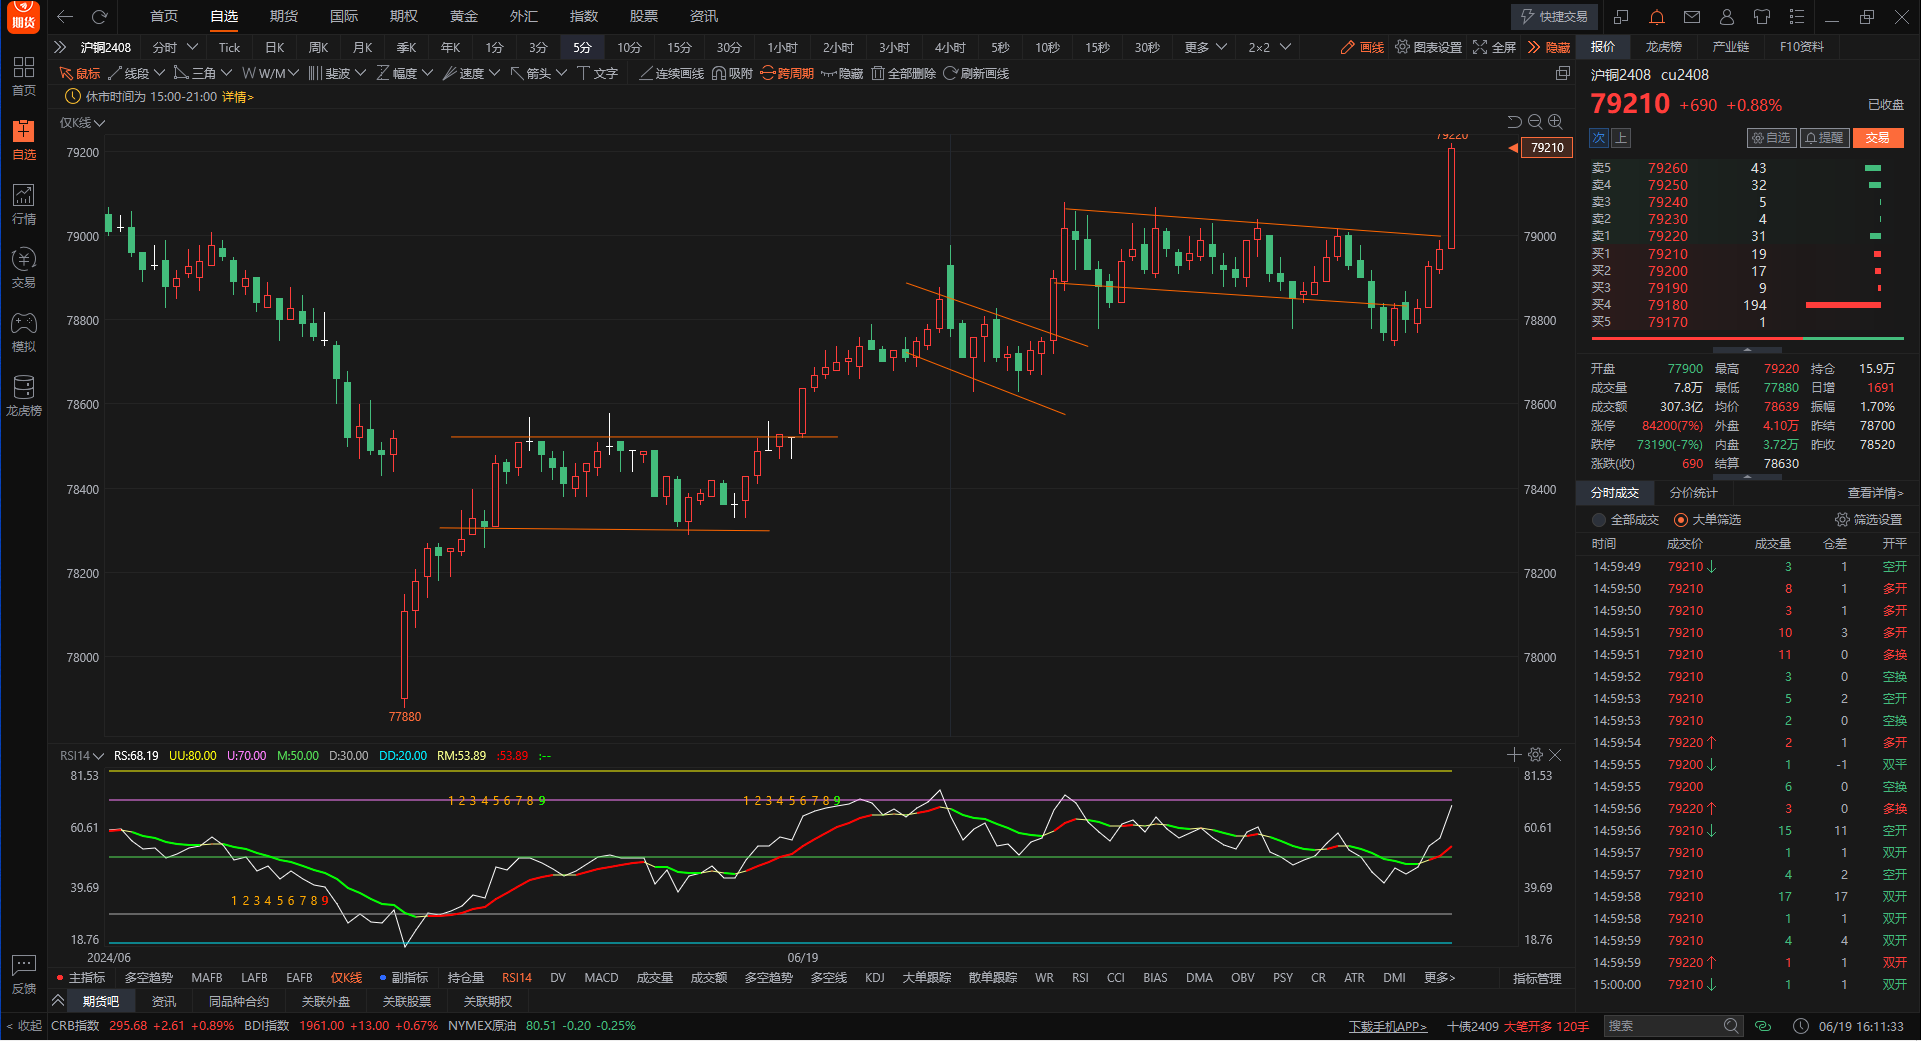 期货 首页 自选 期货 国际 期权 黄金 外汇 指数 股票 资讯 快捷交易
沪铜2408 分时 Tick 日K 周K 月K 季K 年K 1分 3分 5分 10分 15分 30分 1小时 2小时 3小时 4小时 5秒 10秒 15秒 30秒 更多 2×2 画线 图表设置 全屏 隐藏
鼠标 线段 三角 W/M 斐波 幅度 速度 箭头 文字 连续画线 吸附 跨周期 隐藏 全部删除 刷新画线
休市时间为 15:00-21:00 详情>
首页
自选
行情
交易
模拟
龙虎榜
反馈
< 收起
仅K线
79200
79000
78800
78600
78400
78200
78000
79220
77880
79210
79000
78800
78600
78400
78200
78000
RSI14 RS:68.19 UU:80.00 U:70.00 M:50.00 D:30.00 DD:20.00 RM:53.89 :53.89 :--
81.53
60.61
39.69
18.76
1 2 3 4 5 6 7 8 9
1 2 3 4 5 6 7 8 9
1 2 3 4 5 6 7 8 9
81.53
60.61
39.69
18.76
2024/06 06/19
主指标 多空趋势 MAFB LAFB EAFB 仅K线 副指标 持仓量 RSI14 DV MACD 成交量 成交额 多空趋势 多空线 KDJ 大单跟踪 散单跟踪 WR RSI CCI BIAS DMA OBV PSY CR ATR DMI 更多> 指标管理
期货吧 资讯 同品种合约 关联外盘 关联股票 关联期权
CRB指数 295.68 +2.61 +0.89% BDI指数 1961.00 +13.00 +0.67% NYMEX原油 80.51 -0.20 -0.25% 下载手机APP> 十债2409 大笔开多 120手 搜索 06/19 16:11:33
报价 龙虎榜 产业链 F10资料
沪铜2408 cu2408
79210 +690 +0.88% 已收盘
次 上 自选 提醒 交易
卖5 79260 43
卖4 79250 32
卖3 79240 5
卖2 79230 4
卖1 79220 31
买1 79210 19
买2 79200 17
买3 79190 9
买4 79180 194
买5 79170 1
开盘 77900 最高 79220 持仓 15.9万
成交量 7.8万 最低 77880 日增 1691
成交额 307.3亿 均价 78639 振幅 1.70%
涨停 84200(7%) 外盘 4.10万 昨结 78700
跌停 73190(-7%) 内盘 3.72万 昨收 78520
涨跌(收) 690 结算 78630
分时成交 分价统计 查看详情>
全部成交 大单筛选 筛选设置
时间 成交价 成交量 仓差 开平
14:59:49 79210↓ 3 1 空开
14:59:50 79210 8 1 多开
14:59:50 79210 3 1 多开
14:59:51 79210 10 3 多开
14:59:51 79210 11 0 多换
14:59:52 79210 3 0 空换
14:59:53 79210 5 2 空开
14:59:53 79210 2 0 空换
14:59:54 79220↑ 2 1 多开
14:59:55 79200↓ 1 -1 双平
14:59:55 79200 6 0 空换
14:59:56 79220↑ 3 0 多换
14:59:56 79210↓ 15 11 空开
14:59:57 79210 1 1 双开
14:59:57 79210 4 2 空开
14:59:58 79210 17 17 双开
14:59:58 79210 1 1 双开
14:59:59 79210 4 4 双开
14:59:59 79220↑ 1 1 双开
15:00:00 79210↓ 1 1 双开